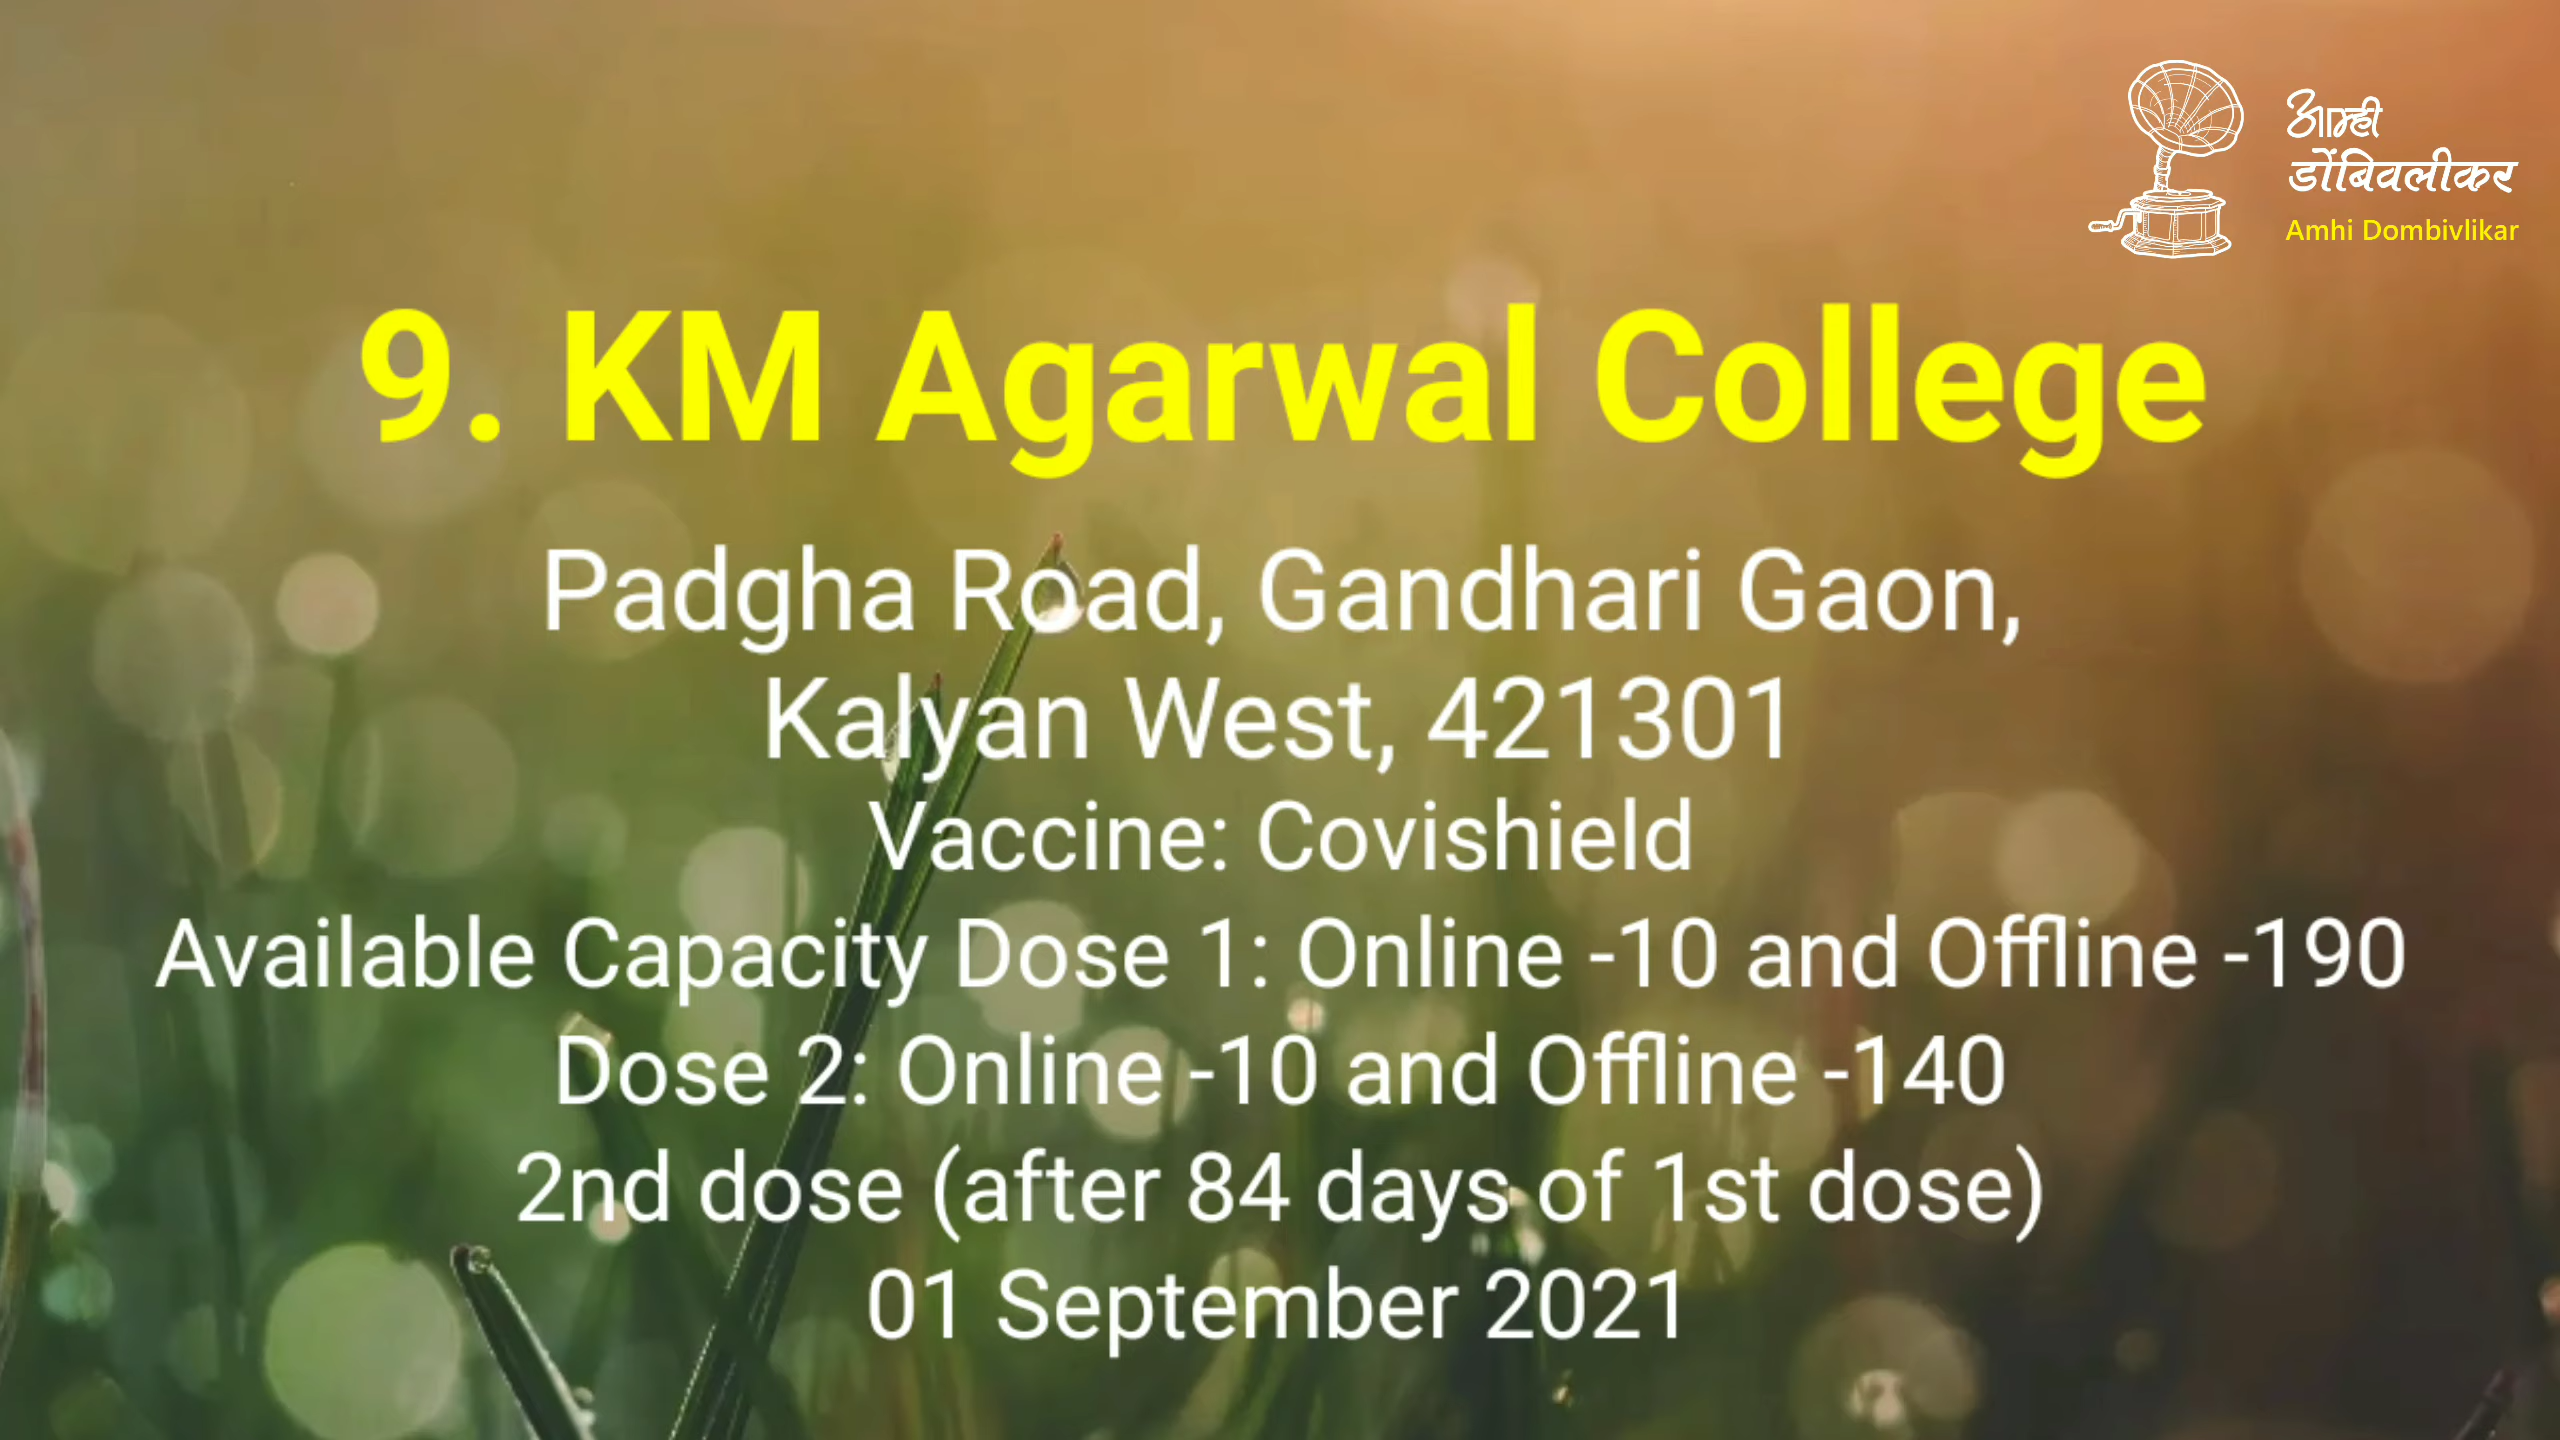 आम्ही
डोंबिवलीकर
Amhi Dombivlikar
9. KM Agarwal College
Padgha Road, Gandhari Gaon,
Kalyan West, 421301
Vaccine: Covishield
Available Capacity Dose 1: Online -10 and Offline -190
Dose 2: Online -10 and Offline -140
2nd dose (after 84 days of 1st dose)
01 September 2021